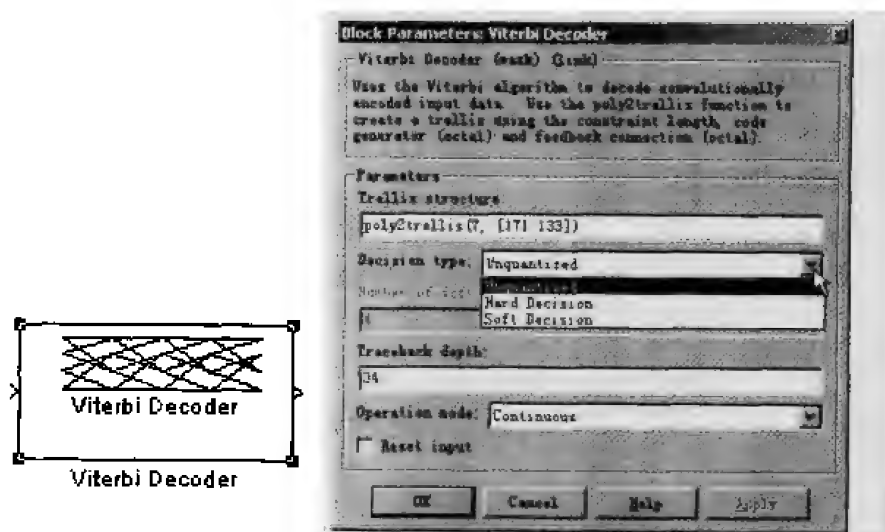 Block Parameters: Viterbi Decoder
Viterbi Decoder (mask) (link)
Uses the Viterbi algorithm to decode convolutionally
encoded input data. Use the poly2trellis function to
create a trellis using the constraint length, code
generator (octal) and feedback connection (octal).
Parameters
Trellis structure
poly2trellis(7, [171 133])
Decision type: Unquantized
Number of
Hard Decision
Soft Decision
Traceback depth:
34
Operation mode: Continuous
Reset input
OK Cancel Help Apply
Viterbi Decoder
Viterbi Decoder